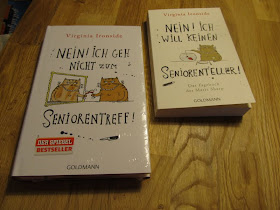 Virginia Ironside
NEIN! ICH GEH
NICHT ZUM
SENIORENTREFF!
DER SPIEGEL
BESTSELLER
GOLDMANN
Virginia Ironside
NEIN! ICH
WILL KEINEN
SENIORENTELLER!
Das Tagebuch
der Marie Sharp
GOLDMANN